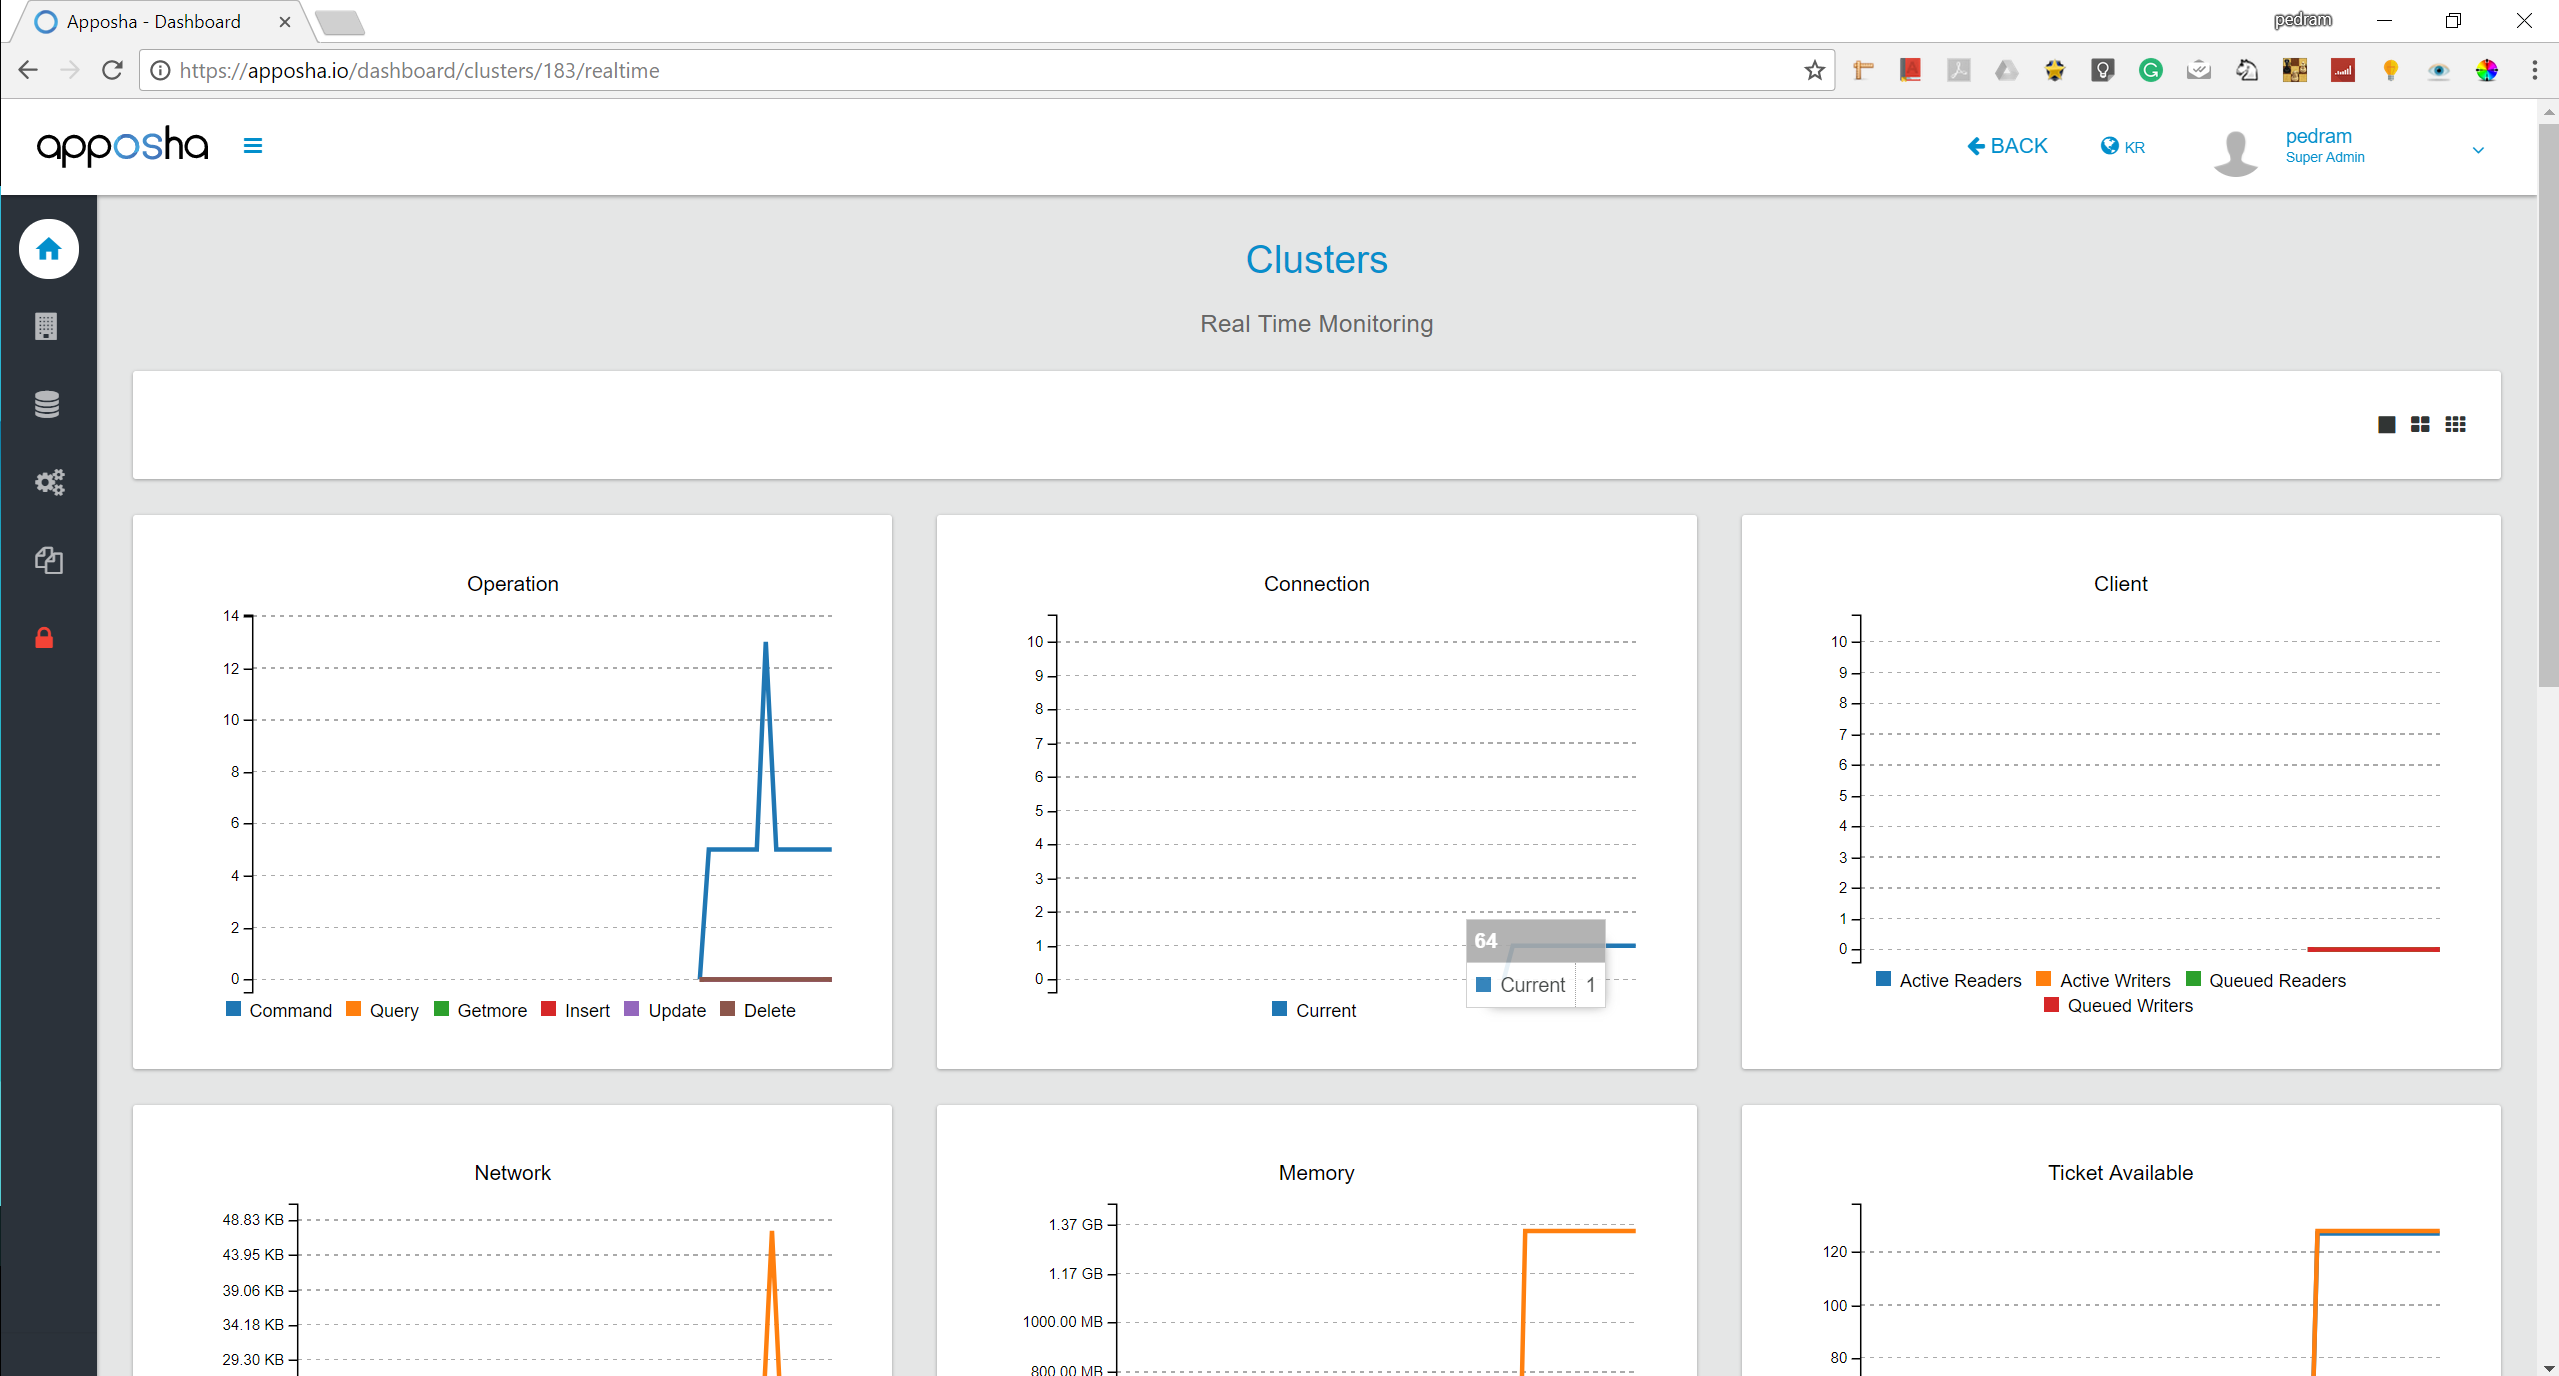 Apposha - Dashboard
pedram
https://apposha.io/dashboard/clusters/183/realtime
apposha
BACK
KR
pedram
Super Admin
Clusters
Real Time Monitoring
Operation
14
12
10
8
6
4
2
0
Command Query Getmore Insert Update Delete
Connection
10
9
8
7
6
5
4
3
2
1
0
64
Current 1
Current
Client
10
9
8
7
6
5
4
3
2
1
0
Active Readers Active Writers Queued Readers
Queued Writers
Network
48.83 KB
43.95 KB
39.06 KB
34.18 KB
29.30 KB
Memory
1.37 GB
1.17 GB
1000.00 MB
800.00 MB
Ticket Available
120
100
80